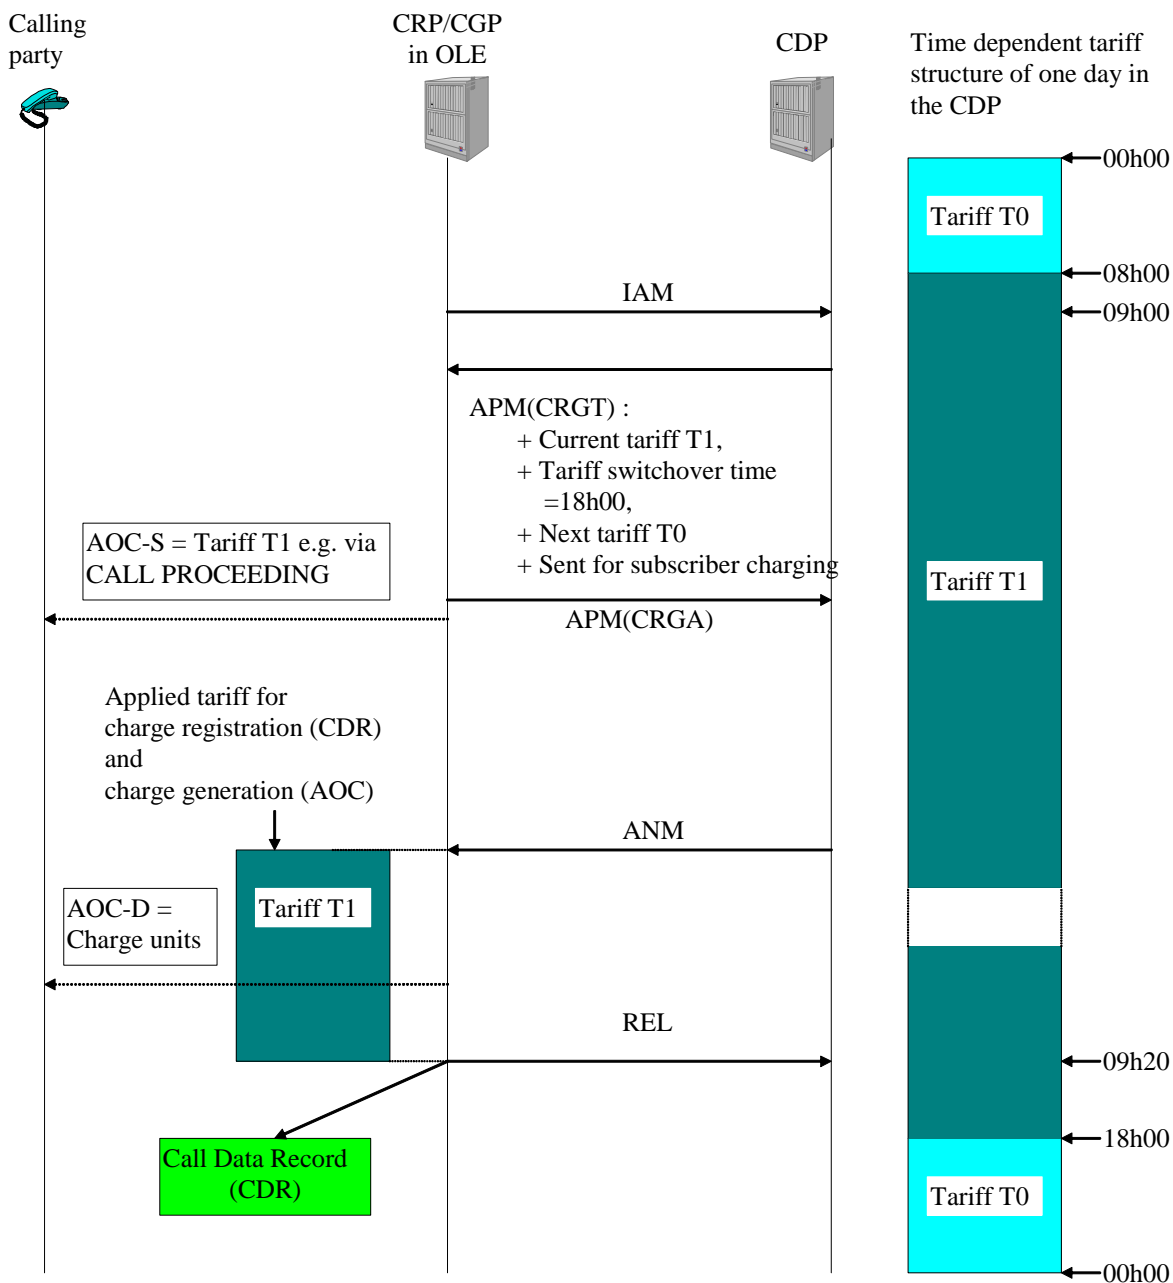 Calling
party
CRP/CGP
in OLE
CDP
Time dependent tariff
structure of one day in
the CDP
00h00
Tariff T0
08h00
IAM
09h00
APM(CRGT) :
+ Current tariff T1,
+ Tariff switchover time
=18h00,
+ Next tariff T0
+ Sent for subscriber charging
AOC-S = Tariff T1 e.g. via
CALL PROCEEDING
Tariff T1
APM(CRGA)
Applied tariff for
charge registration (CDR)
and
charge generation (AOC)
ANM
Tariff T1
AOC-D =
Charge units
REL
09h20
18h00
Call Data Record
(CDR)
Tariff T0
00h00